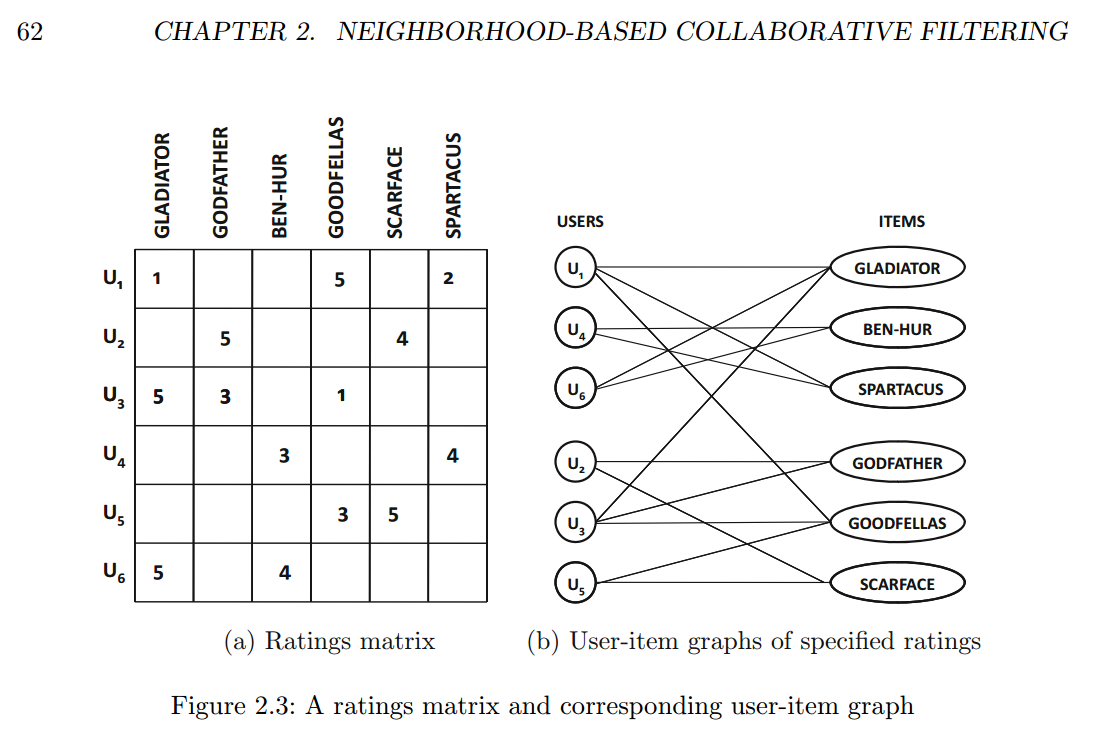 62 CHAPTER 2. NEIGHBORHOOD-BASED COLLABORATIVE FILTERING
GLADIATOR GODFATHER BEN-HUR GOODFELLAS SCARFACE SPARTACUS
U1 1 5 2
U2 5 4
U3 5 3 1
U4 3 4
U5 3 5
U6 5 4
(a) Ratings matrix
USERS ITEMS
U1 GLADIATOR
U4 BEN-HUR
U6 SPARTACUS
U2 GODFATHER
U3 GOODFELLAS
U5 SCARFACE
(b) User-item graphs of specified ratings
Figure 2.3: A ratings matrix and corresponding user-item graph